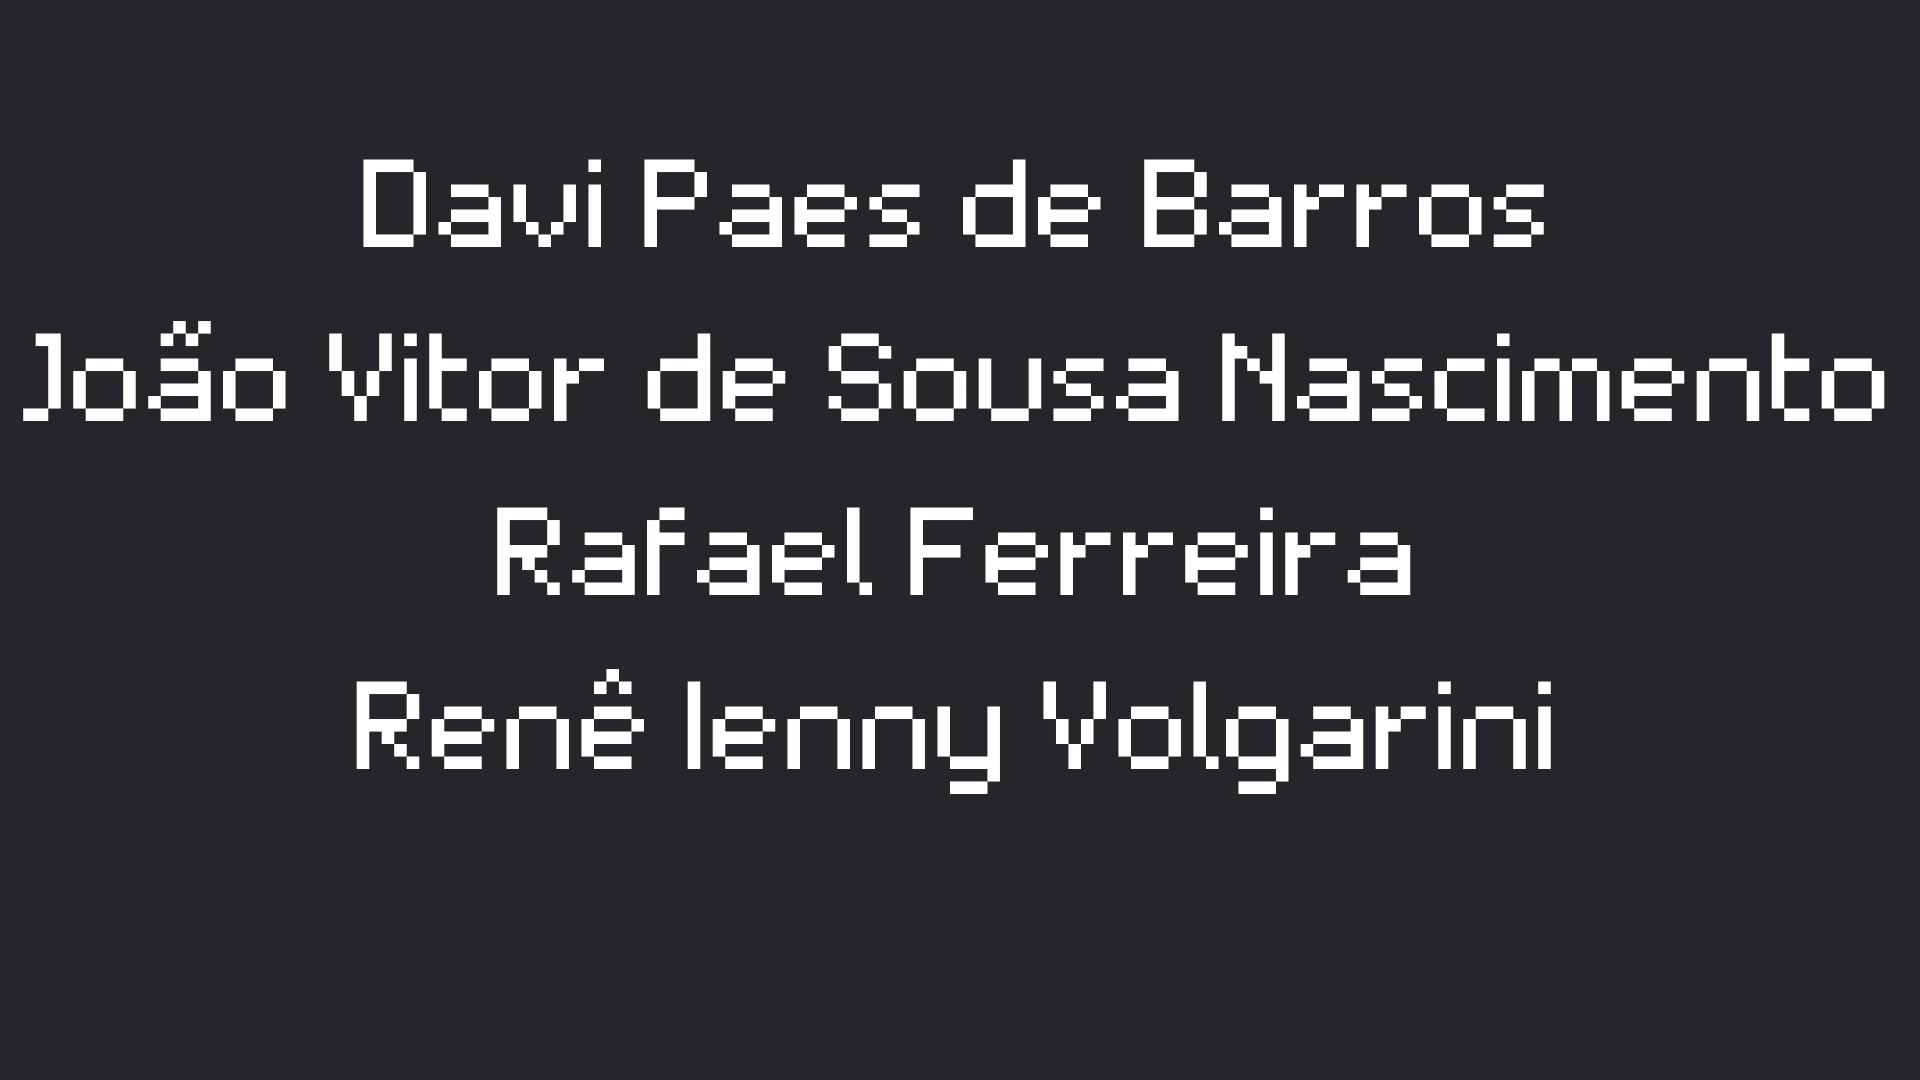 Davi Paes de Barros
João Vitor de Sousa Nascimento
Rafael Ferreira
Renê Ienny Volgarini